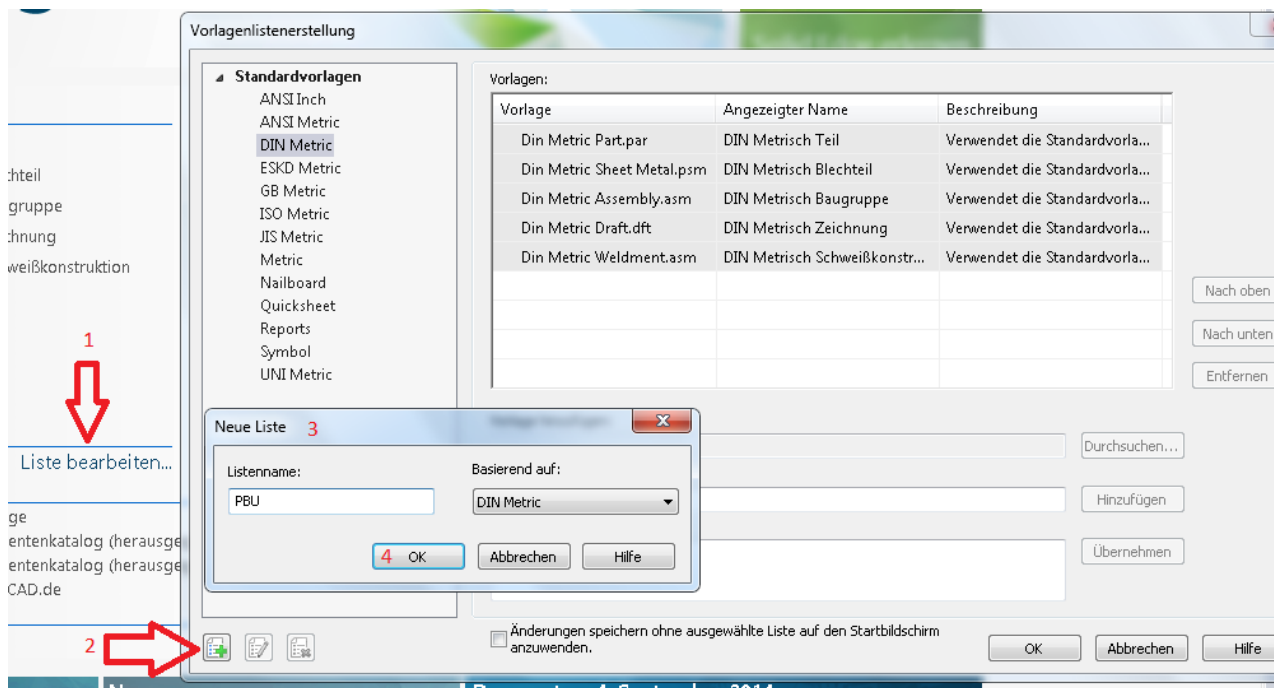 Vorlagenlistenerstellung
Standardvorlagen
ANSI Inch
ANSI Metric
DIN Metric
ESKD Metric
GB Metric
ISO Metric
JIS Metric
Metric
Nailboard
Quicksheet
Reports
Symbol
UNI Metric
Vorlagen:
Vorlage Angezeigter Name Beschreibung
Din Metric Part.par DIN Metrisch Teil Verwendet die Standardvorla...
Din Metric Sheet Metal.psm DIN Metrisch Blechteil Verwendet die Standardvorla...
Din Metric Assembly.asm DIN Metrisch Baugruppe Verwendet die Standardvorla...
Din Metric Draft.dft DIN Metrisch Zeichnung Verwendet die Standardvorla...
Din Metric Weldment.asm DIN Metrisch Schweißkonstr... Verwendet die Standardvorla...
Nach oben
Nach unten
Entfernen
chteil
gruppe
chnung
weißkonstruktion
1
Liste bearbeiten...
ge
entenkatalog (herausge
entenkatalog (herausge
CAD.de
2
Neue Liste 3
Listenname: Basierend auf:
PBU DIN Metric
4 OK Abbrechen Hilfe
Durchsuchen...
Hinzufügen
Übernehmen
Änderungen speichern ohne ausgewählte Liste auf den Startbildschirm
anzuwenden.
OK Abbrechen Hilfe